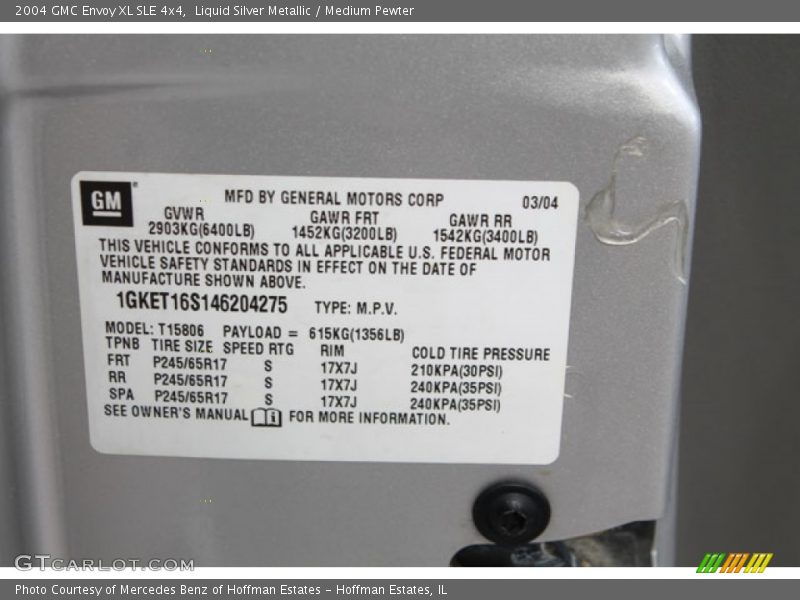 2004 GMC Envoy XL SLE 4x4,  Liquid Silver Metallic / Medium Pewter
GM
MFD BY GENERAL MOTORS CORP 03/04
GVWR GAWR FRT GAWR RR
2903KG(6400LB) 1452KG(3200LB) 1542KG(3400LB)
THIS VEHICLE CONFORMS TO ALL APPLICABLE U.S. FEDERAL MOTOR
VEHICLE SAFETY STANDARDS IN EFFECT ON THE DATE OF
MANUFACTURE SHOWN ABOVE.
1GKET16S146204275 TYPE: M.P.V.
MODEL: T15806 PAYLOAD = 615KG(1356LB)
TPNB TIRE SIZE SPEED RTG RIM COLD TIRE PRESSURE
FRT P245/65R17 S 17X7J 210KPA(30PSI)
RR P245/65R17 S 17X7J 240KPA(35PSI)
SPA P245/65R17 S 17X7J 240KPA(35PSI)
SEE OWNER'S MANUAL i FOR MORE INFORMATION.
GTCARLOT.COM
Photo Courtesy of Mercedes Benz of Hoffman Estates - Hoffman Estates, IL